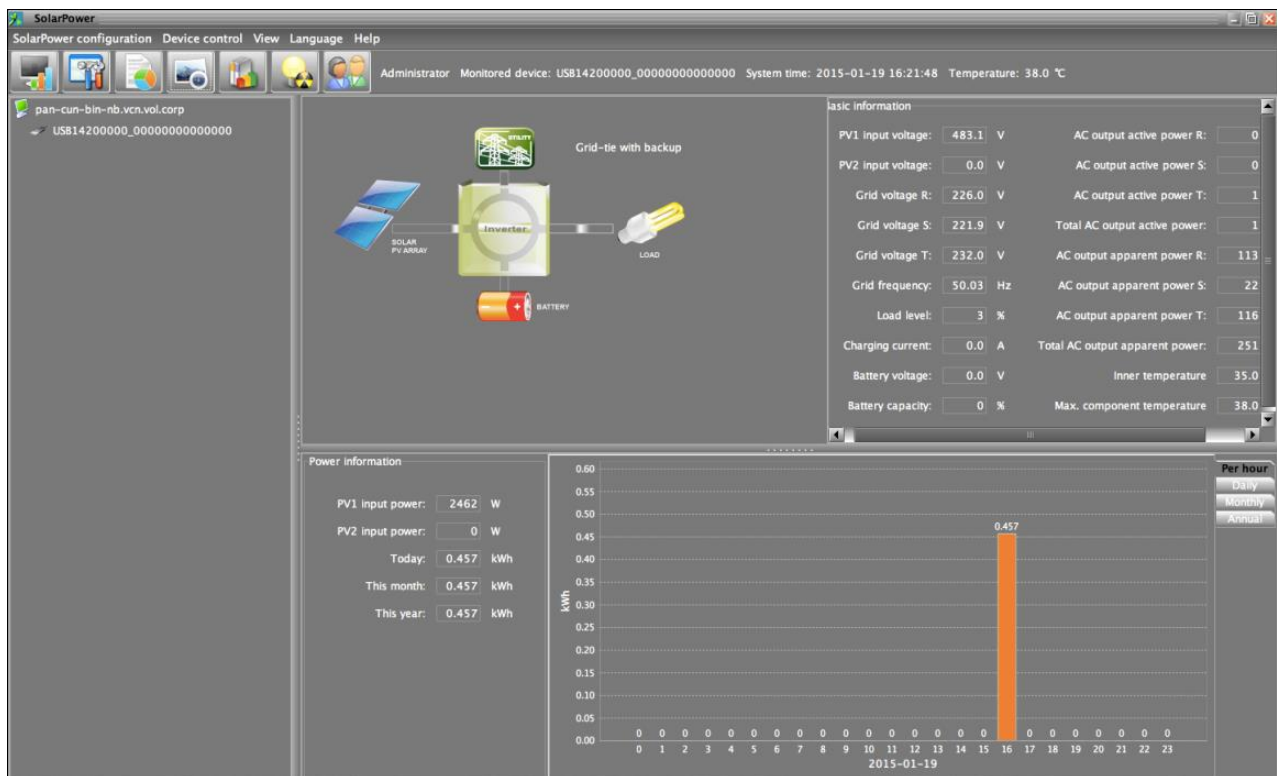 SolarPower
SolarPower configuration Device control View Language Help
Administrator Monitored device: USB14200000_00000000000000 System time: 2015-01-19 16:21:48 Temperature: 38.0 ℃
pan-cun-bin-nb.vcn.vol.corp
USB14200000_00000000000000
UTILITY
Grid-tie with backup
SOLAR
PV ARRAY
Inverter
LOAD
BATTERY
asic information
PV1 input voltage: 483.1 V AC output active power R: 0
PV2 input voltage: 0.0 V AC output active power S: 0
Grid voltage R: 226.0 V AC output active power T: 1
Grid voltage S: 221.9 V Total AC output active power: 1
Grid voltage T: 232.0 V AC output apparent power R: 113
Grid frequency: 50.03 Hz AC output apparent power S: 22
Load level: 3 % AC output apparent power T: 116
Charging current: 0.0 A Total AC output apparent power: 251
Battery voltage: 0.0 V Inner temperature 35.0
Battery capacity: 0 % Max. component temperature 38.0
Power information
PV1 input power: 2462 W
PV2 input power: 0 W
Today: 0.457 kWh
This month: 0.457 kWh
This year: 0.457 kWh
kWh
0.60
0.55
0.50
0.45
0.40
0.35
0.30
0.25
0.20
0.15
0.10
0.05
0.00
0.457
0 0 0 0 0 0 0 0 0 0 0 0 0 0 0 0 0 0 0 0 0 0 0
0 1 2 3 4 5 6 7 8 9 10 11 12 13 14 15 16 17 18 19 20 21 22 23
2015-01-19
Per hour
Daily
Monthly
Annual